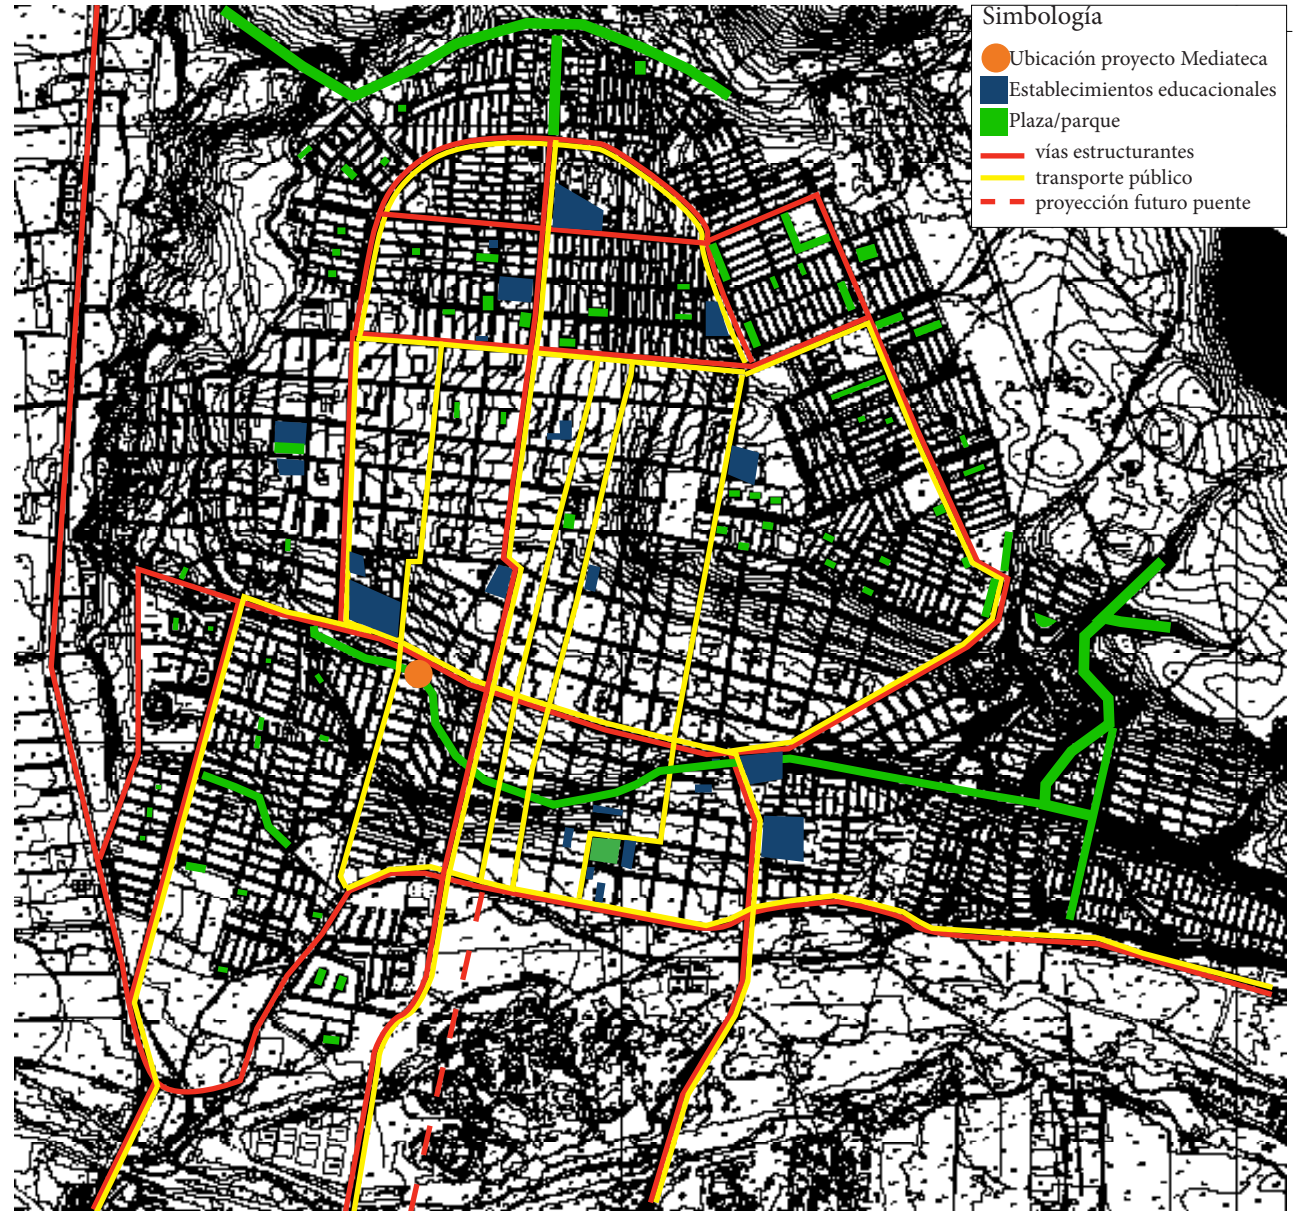 Simbología
Ubicación proyecto Mediateca
Establecimientos educacionales
Plaza/parque
vías estructurantes
transporte público
proyección futuro puente